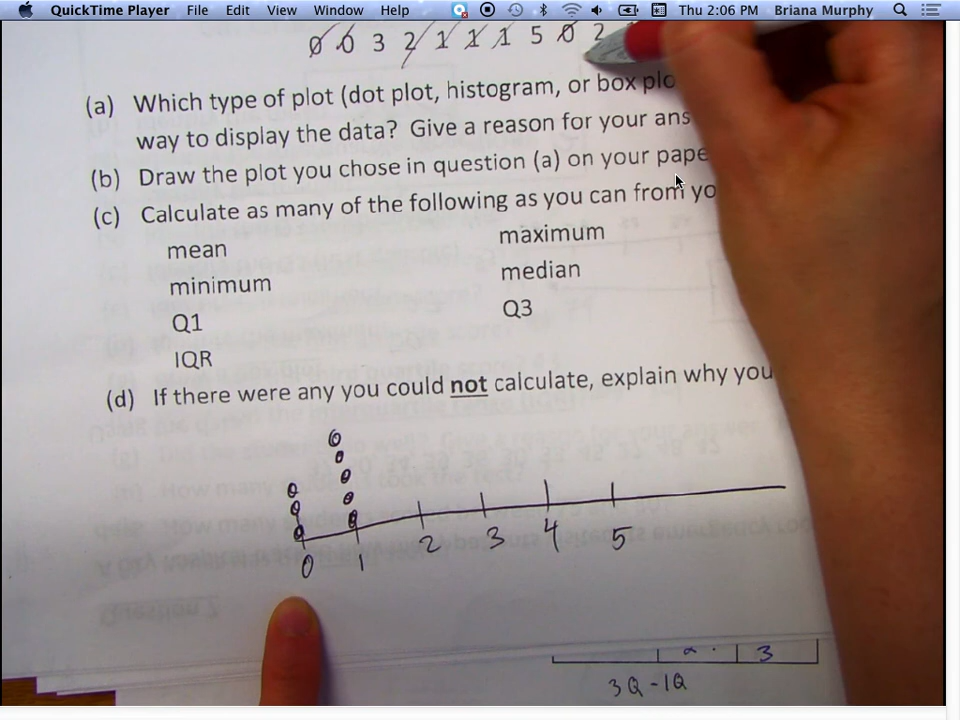 QuickTime Player File Edit View Window Help Thu 2:06 PM Briana Murphy
0 0 3 2 1 1 1 5 0 2
(a) Which type of plot (dot plot, histogram, or box plo
way to display the data? Give a reason for your ans
(b) Draw the plot you chose in question (a) on your pape
(c) Calculate as many of the following as you can from yo
mean maximum
minimum median
Q1 Q3
IQR
(d) If there were any you could not calculate, explain why you
0 1 2 3 4 5
3
3Q - 1Q